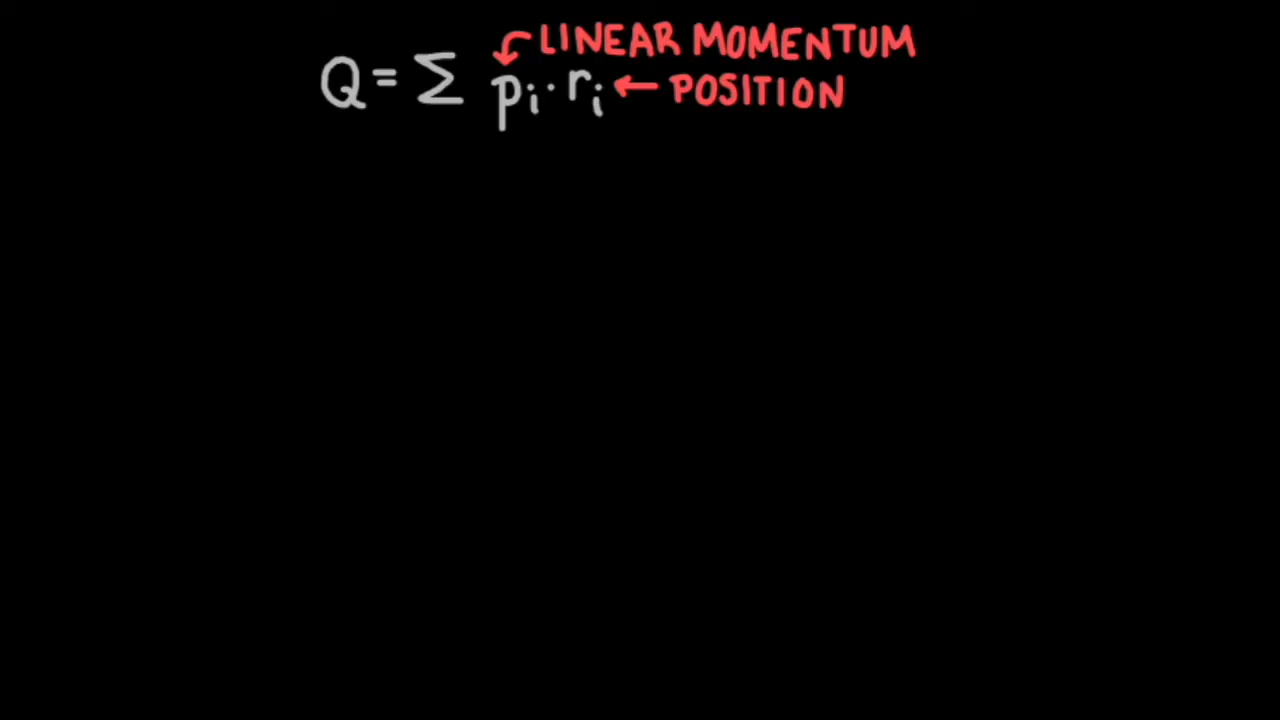 LINEAR MOMENTUM
Q = Σ pᵢ · rᵢ ← POSITION